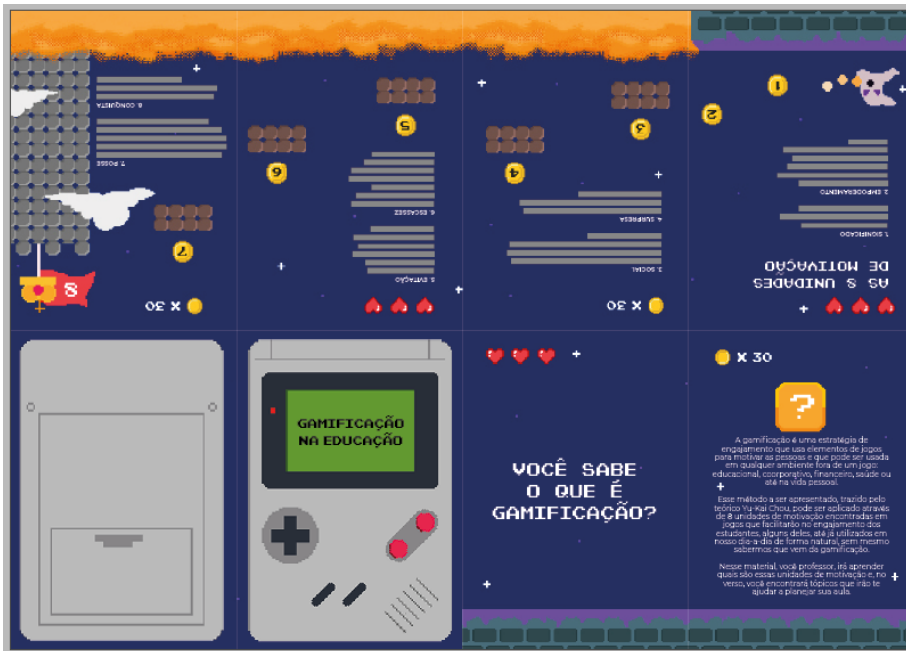 GAMIFICAÇÃO
NA EDUCAÇÃO
VOCÊ SABE
O QUE É
GAMIFICAÇÃO?
X 30
?
A gamificação é uma estratégia de
engajamento que usa elementos de jogos
para motivar as pessoas e que pode ser usada
em qualquer ambiente fora de um jogo:
educacional, coorporativo, financeiro, saúde ou
até na vida pessoal.
Esse método a ser apresentado, trazido pelo
teórico Yu-Kai Chou, pode ser aplicado através
de 8 unidades de motivação encontradas em
jogos que facilitarão no engajamento dos
estudantes, alguns deles, até já utilizados em
nosso dia-a-dia de forma natural, sem mesmo
sabermos que vem da gamificação.
Nesse material, você professor, irá aprender
quais são essas unidades de motivação e, no
verso, você encontrará tópicos que irão te
ajudar a planejar sua aula.
AS 8 UNIDADES
DE MOTIVAÇÃO
1. SIGNIFICADO
2. EMPODERAMENTO
1
2
X 30
3. SOCIAL
4. SURPRESA
3
4
5. EVITAÇÃO
6. ESCASSEZ
5
6
X 30
8
7
7. POSSE
8. CONQUISTA